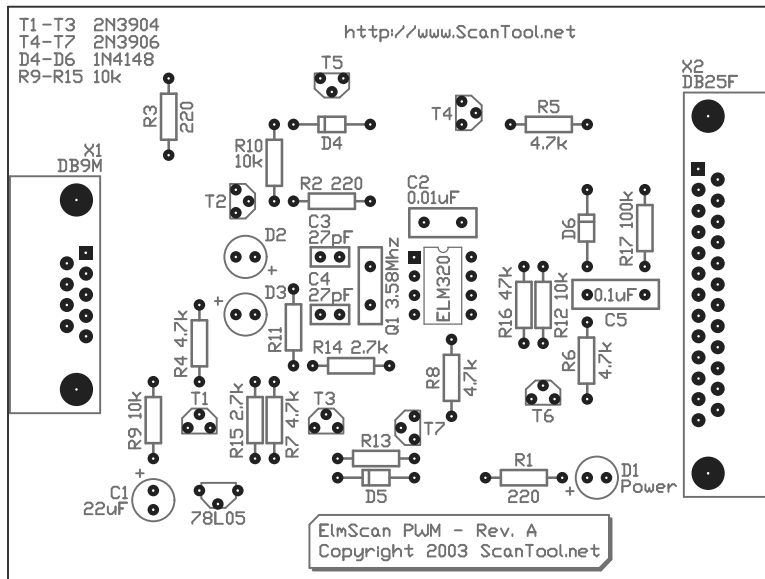 T1-T3 2N3904
T4-T7 2N3906
D4-D6 1N4148
R9-R15 10k
http://www.ScanTool.net
T5
X2
DB25F
R3
220
T4
R5
4.7k
R10
10k
D4
X1
DB9M
T2
R2 220
C2
0.01uF
C3
27pF
D2
+
D6
R17 100k
C4
27pF
Q1 3.58Mhz
ELM320
R16 47k
R12 10k
0.1uF
C5
+
D3
R4 4.7k
R11
R14 2.7k
R8
4.7k
R6
4.7k
R9 10k
T1
R15 2.7k
R7 4.7k
T3
T7
T6
R13
D5
R1
220
+
D1
Power
+
C1
22uF
78L05
ElmScan PWM - Rev. A
Copyright 2003 ScanTool.net